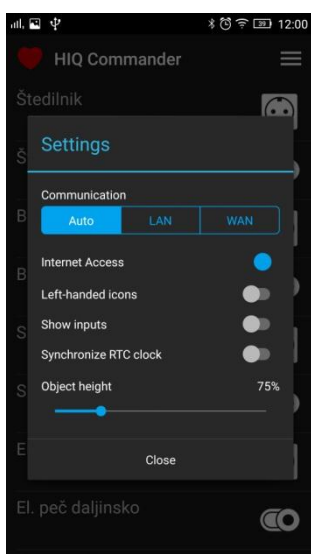 39 12:00
HIQ Commander
Štedilnik
Š
Settings
Communication
B
Auto LAN WAN
Internet Access
B
Left-handed icons
Show inputs
S
Synchronize RTC clock
Object height 75%
S
E
Close
El. peč daljinsko